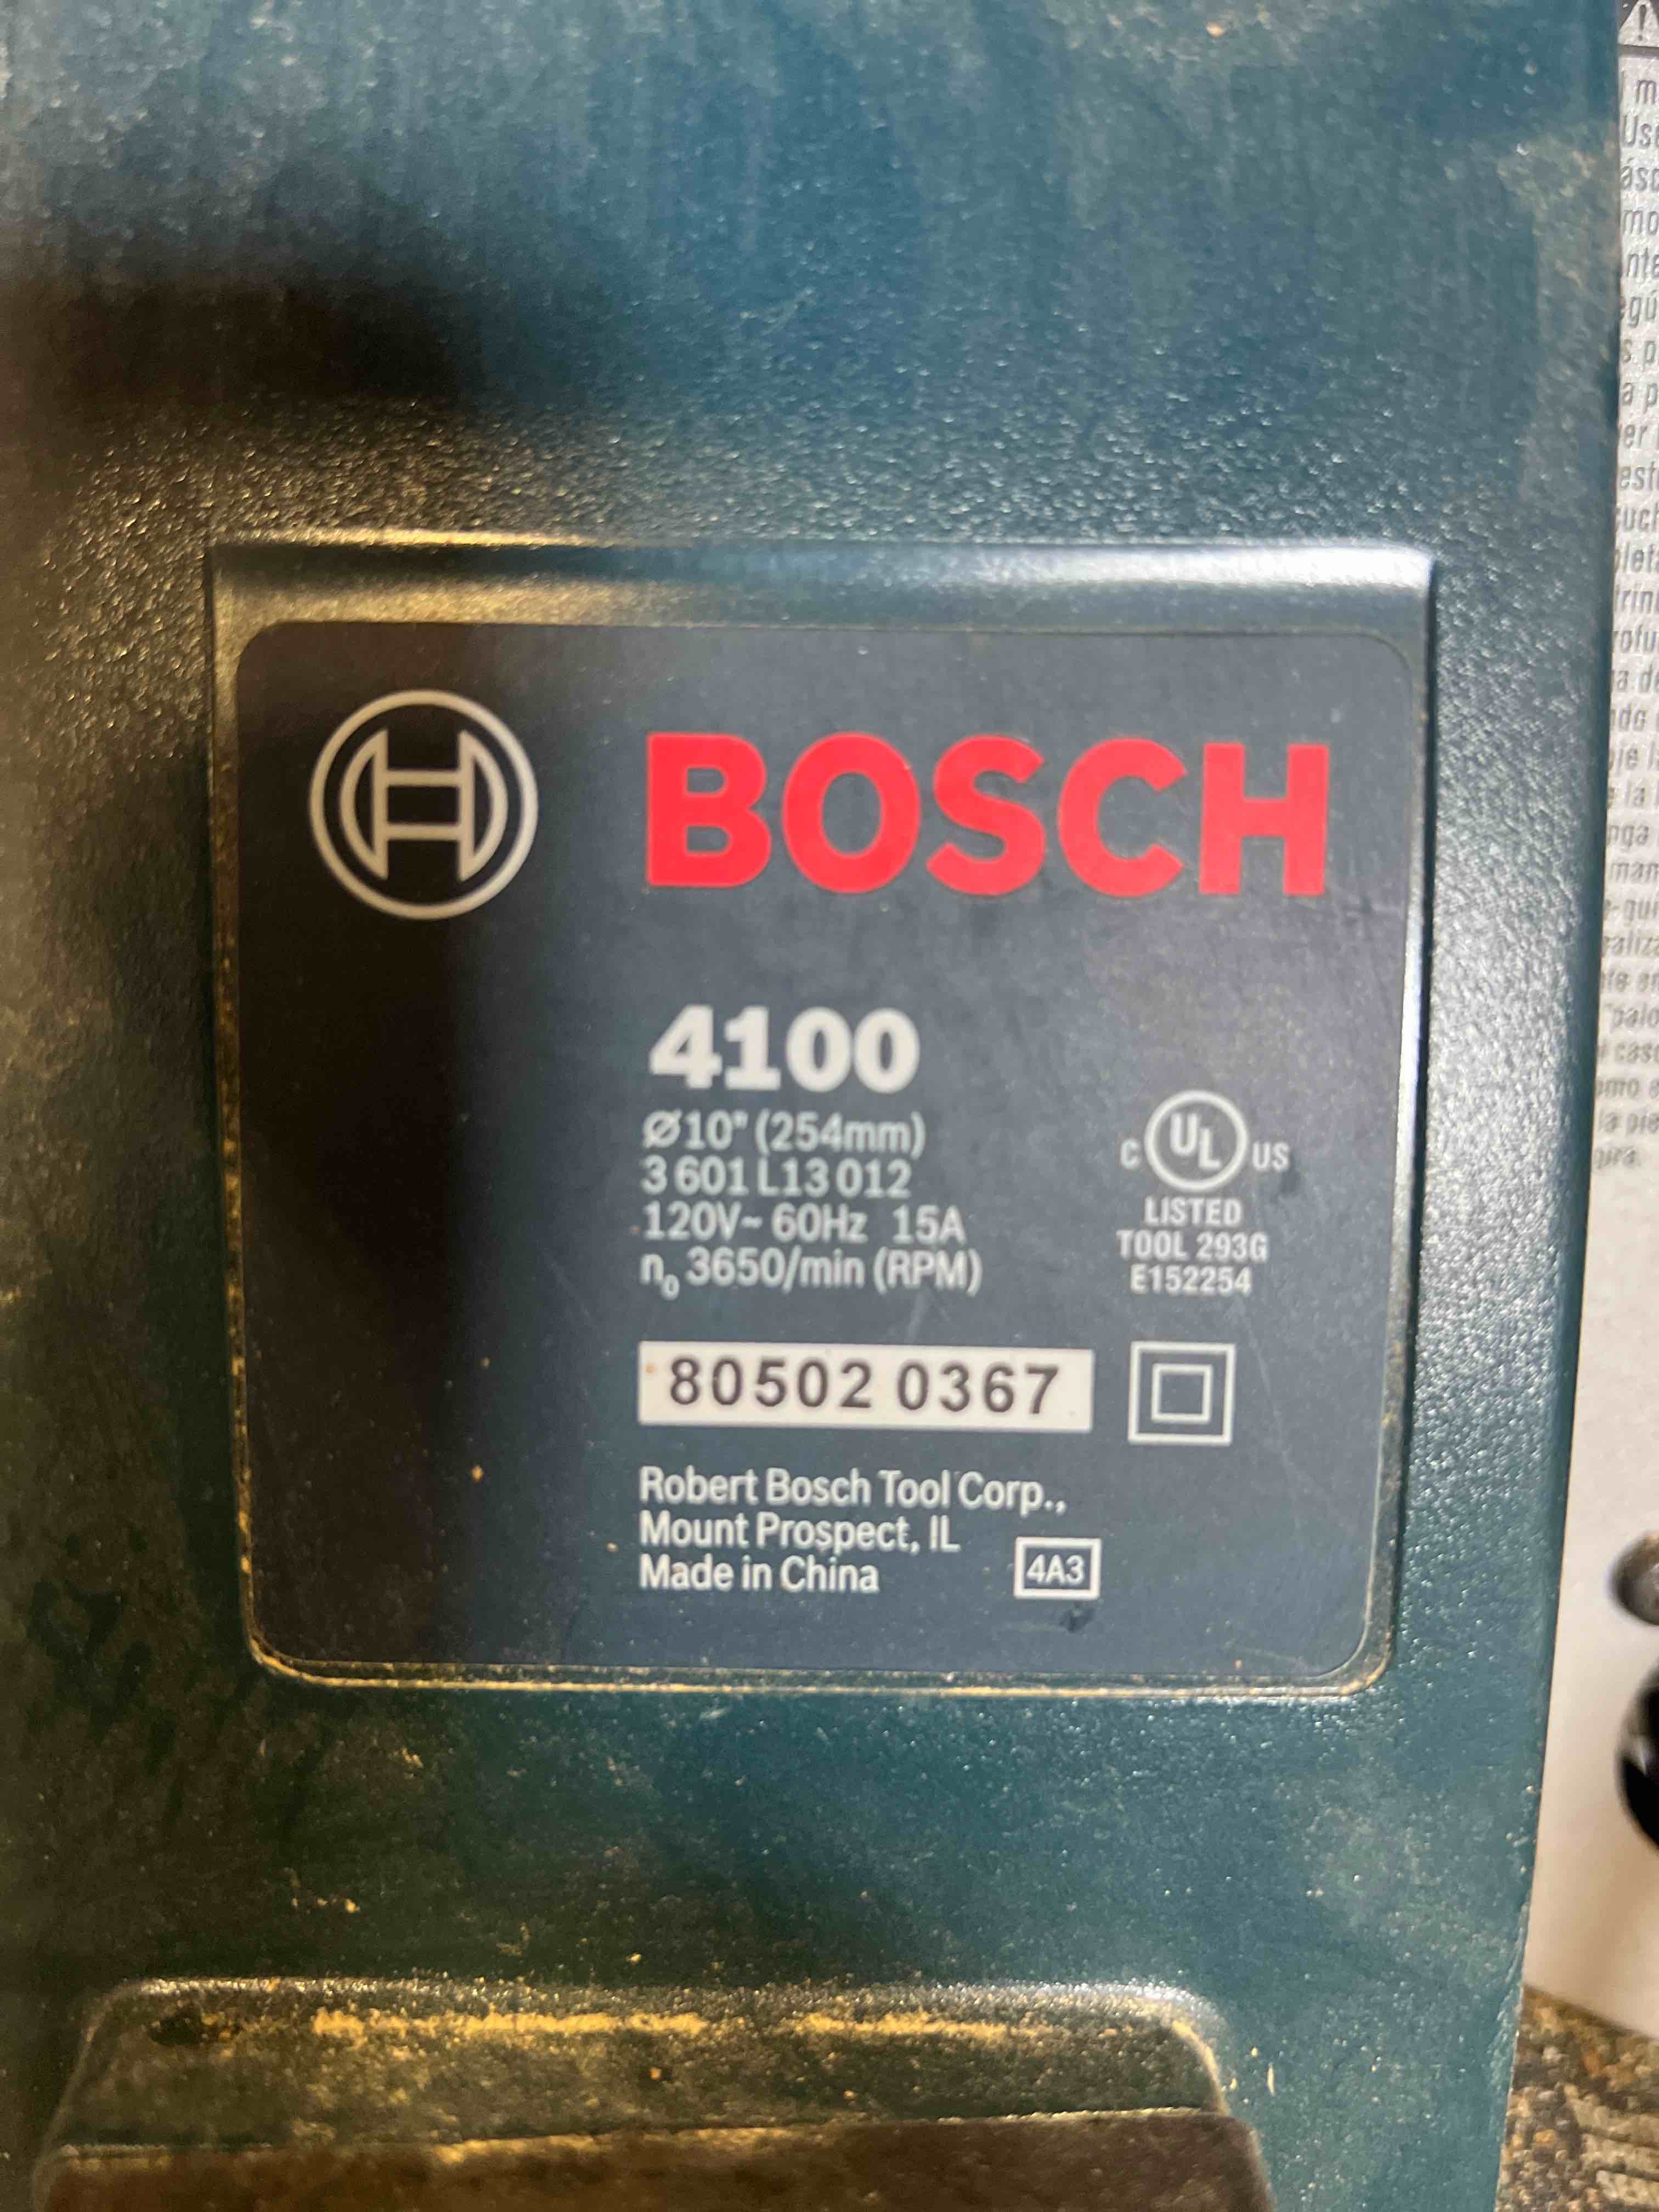 BOSCH
4100
Ø 10" (254mm)
3 601 L13 012
120V~ 60Hz 15A
n₀ 3650/min (RPM)
C UL US
LISTED
TOOL 293G
E152254
80502 0367
Robert Bosch Tool Corp.,
Mount Prospect, IL
Made in China
4A3